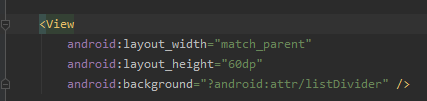 <View
android:layout_width="match_parent"
android:layout_height="60dp"
android:background="?android:attr/listDivider" />